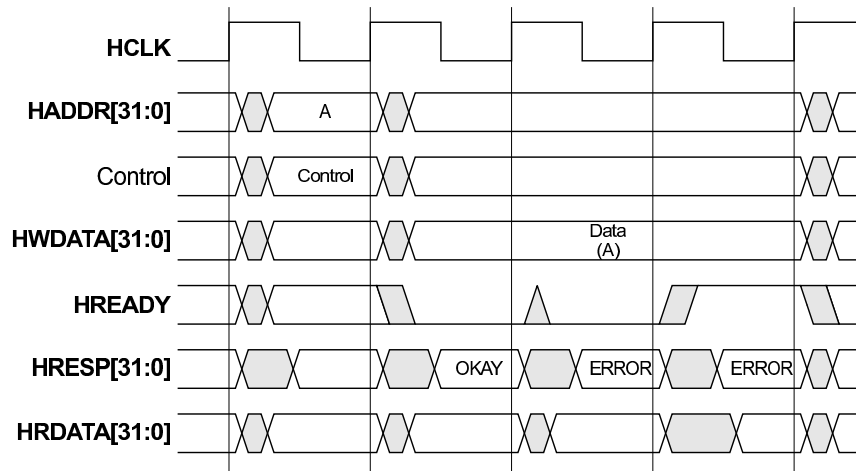 HCLK
HADDR[31:0] A
Control Control
HWDATA[31:0] Data
(A)
HREADY
HRESP[31:0] OKAY ERROR ERROR
HRDATA[31:0]